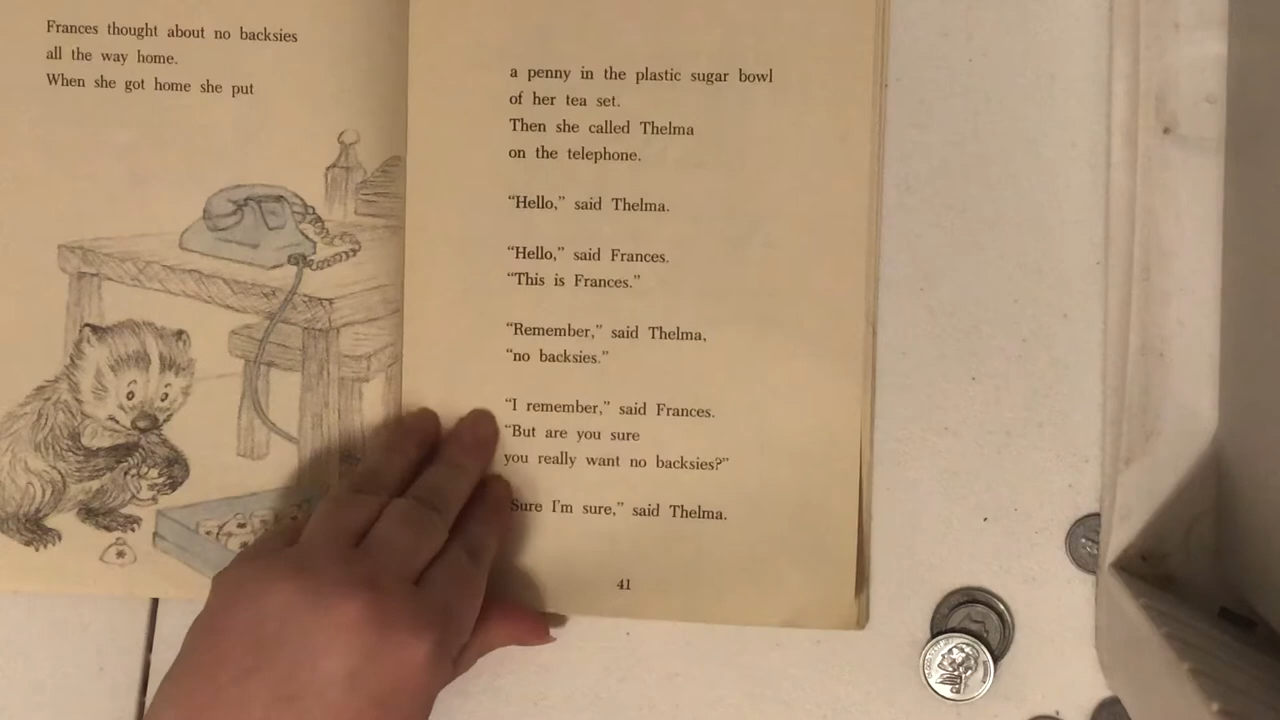 Frances thought about no backsies
all the way home.
When she got home she put
a penny in the plastic sugar bowl
of her tea set.
Then she called Thelma
on the telephone.
“Hello,” said Thelma.
“Hello,” said Frances.
“This is Frances.”
“Remember,” said Thelma,
“no backsies.”
“I remember,” said Frances.
“But are you sure
you really want no backsies?”
Sure I'm sure,” said Thelma.
41